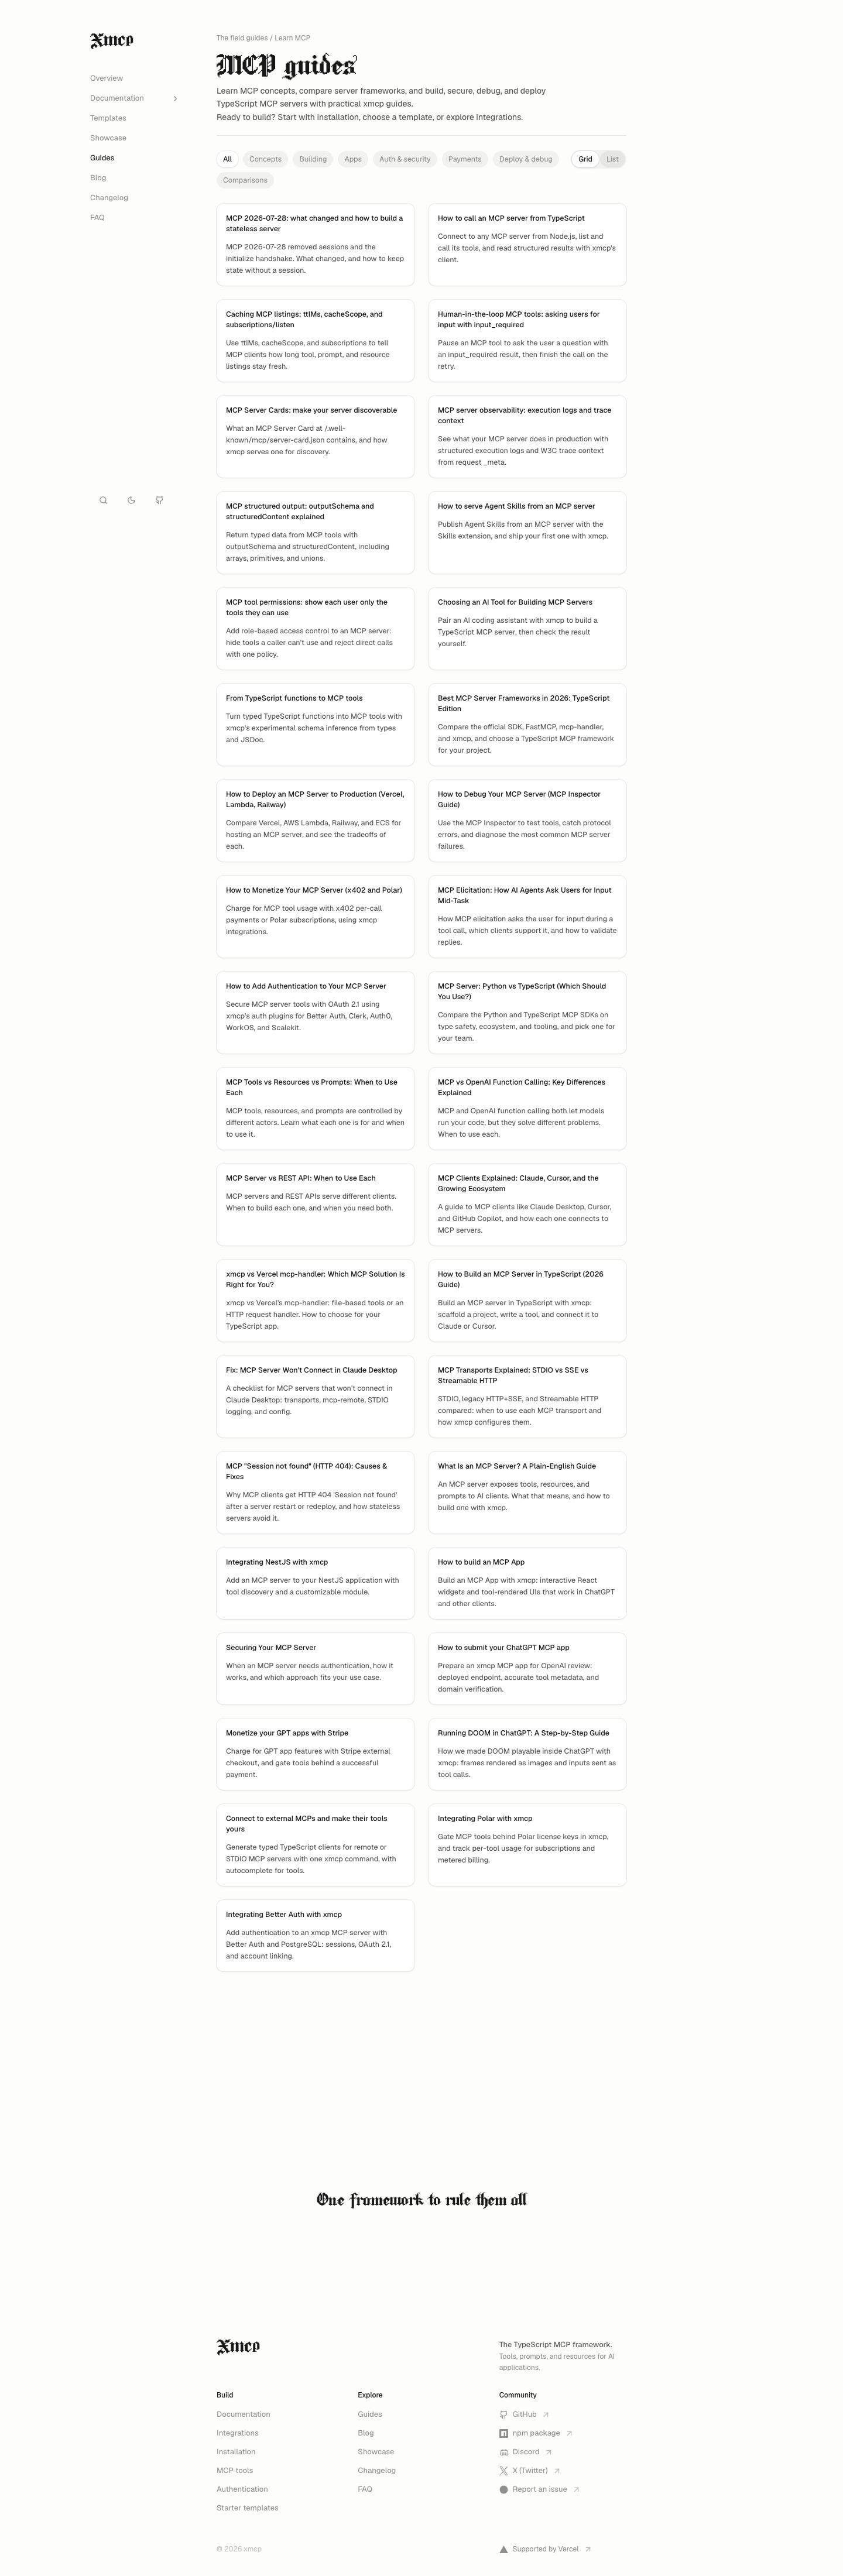 Xmcp
Overview
Documentation
Templates
Showcase
Guides
Blog
Changelog
FAQ
The field guides / Learn MCP
MCP guides
Learn MCP concepts, compare server frameworks, and build, secure, debug, and deploy
TypeScript MCP servers with practical xmcp guides.
Ready to build? Start with installation, choose a template, or explore integrations.
All Concepts Building Apps Auth & security Payments Deploy & debug Grid List
Comparisons
MCP 2026-07-28: what changed and how to build a
stateless server
MCP 2026-07-28 removed sessions and the
initialize handshake. What changed, and how to keep
state without a session.
How to call an MCP server from TypeScript
Connect to any MCP server from Node.js, list and
call its tools, and read structured results with xmcp's
client.
Caching MCP listings: ttlMs, cacheScope, and
subscriptions/listen
Use ttlMs, cacheScope, and subscriptions to tell
MCP clients how long tool, prompt, and resource
listings stay fresh.
Human-in-the-loop MCP tools: asking users for
input with input_required
Pause an MCP tool to ask the user a question with
an input_required result, then finish the call on the
retry.
MCP Server Cards: make your server discoverable
What an MCP Server Card at /.well-
known/mcp/server-card.json contains, and how
xmcp serves one for discovery.
MCP server observability: execution logs and trace
context
See what your MCP server does in production with
structured execution logs and W3C trace context
from request _meta.
MCP structured output: outputSchema and
structuredContent explained
Return typed data from MCP tools with
outputSchema and structuredContent, including
arrays, primitives, and unions.
How to serve Agent Skills from an MCP server
Publish Agent Skills from an MCP server with the
Skills extension, and ship your first one with xmcp.
MCP tool permissions: show each user only the
tools they can use
Add role-based access control to an MCP server:
hide tools a caller can't use and reject direct calls
with one policy.
Choosing an AI Tool for Building MCP Servers
Pair an AI coding assistant with xmcp to build a
TypeScript MCP server, then check the result
yourself.
From TypeScript functions to MCP tools
Turn typed TypeScript functions into MCP tools with
xmcp's experimental schema inference from types
and JSDoc.
Best MCP Server Frameworks in 2026: TypeScript
Edition
Compare the official SDK, FastMCP, mcp-handler,
and xmcp, and choose a TypeScript MCP framework
for your project.
How to Deploy an MCP Server to Production (Vercel,
Lambda, Railway)
Compare Vercel, AWS Lambda, Railway, and ECS for
hosting an MCP server, and see the tradeoffs of
each.
How to Debug Your MCP Server (MCP Inspector
Guide)
Use the MCP Inspector to test tools, catch protocol
errors, and diagnose the most common MCP server
failures.
How to Monetize Your MCP Server (x402 and Polar)
Charge for MCP tool usage with x402 per-call
payments or Polar subscriptions, using xmcp
integrations.
MCP Elicitation: How AI Agents Ask Users for Input
Mid-Task
How MCP elicitation asks the user for input during a
tool call, which clients support it, and how to validate
replies.
How to Add Authentication to Your MCP Server
Secure MCP server tools with OAuth 2.1 using
xmcp's auth plugins for Better Auth, Clerk, Auth0,
WorkOS, and Scalekit.
MCP Server: Python vs TypeScript (Which Should
You Use?)
Compare the Python and TypeScript MCP SDKs on
type safety, ecosystem, and tooling, and pick one for
your team.
MCP Tools vs Resources vs Prompts: When to Use
Each
MCP tools, resources, and prompts are controlled by
different actors. Learn what each one is for and when
to use it.
MCP vs OpenAI Function Calling: Key Differences
Explained
MCP and OpenAI function calling both let models
run your code, but they solve different problems.
When to use each.
MCP Server vs REST API: When to Use Each
MCP servers and REST APIs serve different clients.
When to build each one, and when you need both.
MCP Clients Explained: Claude, Cursor, and the
Growing Ecosystem
A guide to MCP clients like Claude Desktop, Cursor,
and GitHub Copilot, and how each one connects to
MCP servers.
xmcp vs Vercel mcp-handler: Which MCP Solution Is
Right for You?
xmcp vs Vercel's mcp-handler: file-based tools or an
HTTP request handler. How to choose for your
TypeScript app.
How to Build an MCP Server in TypeScript (2026
Guide)
Build an MCP server in TypeScript with xmcp:
scaffold a project, write a tool, and connect it to
Claude or Cursor.
Fix: MCP Server Won't Connect in Claude Desktop
A checklist for MCP servers that won't connect in
Claude Desktop: transports, mcp-remote, STDIO
logging, and config.
MCP Transports Explained: STDIO vs SSE vs
Streamable HTTP
STDIO, legacy HTTP+SSE, and Streamable HTTP
compared: when to use each MCP transport and
how xmcp configures them.
MCP "Session not found" (HTTP 404): Causes &
Fixes
Why MCP clients get HTTP 404 'Session not found'
after a server restart or redeploy, and how stateless
servers avoid it.
What Is an MCP Server? A Plain-English Guide
An MCP server exposes tools, resources, and
prompts to AI clients. What that means, and how to
build one with xmcp.
Integrating NestJS with xmcp
Add an MCP server to your NestJS application with
tool discovery and a customizable module.
How to build an MCP App
Build an MCP App with xmcp: interactive React
widgets and tool-rendered UIs that work in ChatGPT
and other clients.
Securing Your MCP Server
When an MCP server needs authentication, how it
works, and which approach fits your use case.
How to submit your ChatGPT MCP app
Prepare an xmcp MCP app for OpenAI review:
deployed endpoint, accurate tool metadata, and
domain verification.
Monetize your GPT apps with Stripe
Charge for GPT app features with Stripe external
checkout, and gate tools behind a successful
payment.
Running DOOM in ChatGPT: A Step-by-Step Guide
How we made DOOM playable inside ChatGPT with
xmcp: frames rendered as images and inputs sent as
tool calls.
Connect to external MCPs and make their tools
yours
Generate typed TypeScript clients for remote or
STDIO MCP servers with one xmcp command, with
autocomplete for tools.
Integrating Polar with xmcp
Gate MCP tools behind Polar license keys in xmcp,
and track per-tool usage for subscriptions and
metered billing.
Integrating Better Auth with xmcp
Add authentication to an xmcp MCP server with
Better Auth and PostgreSQL: sessions, OAuth 2.1,
and account linking.
One framework to rule them all
Xmcp
The TypeScript MCP framework.
Tools, prompts, and resources for AI
applications.
Build
Documentation
Integrations
Installation
MCP tools
Authentication
Starter templates
Explore
Guides
Blog
Showcase
Changelog
FAQ
Community
GitHub
npm package
Discord
X (Twitter)
Report an issue
© 2026 xmcp
Supported by Vercel